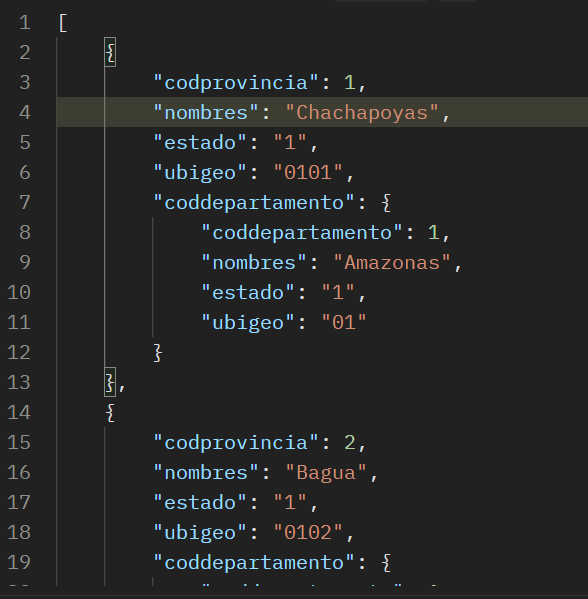 1 [
2 {
3 "codprovincia": 1,
4 "nombres": "Chachapoyas",
5 "estado": "1",
6 "ubigeo": "0101",
7 "coddepartamento": {
8 "coddepartamento": 1,
9 "nombres": "Amazonas",
10 "estado": "1",
11 "ubigeo": "01"
12 }
13 },
14 {
15 "codprovincia": 2,
16 "nombres": "Bagua",
17 "estado": "1",
18 "ubigeo": "0102",
19 "coddepartamento": {